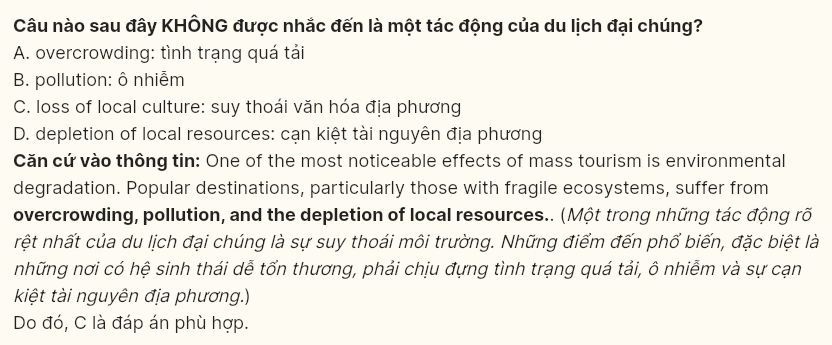 Câu nào sau đây KHÔNG được nhắc đến là một tác động của du lịch đại chúng?
A. overcrowding: tình trạng quá tải
B. pollution: ô nhiễm
C. loss of local culture: suy thoái văn hóa địa phương
D. depletion of local resources: cạn kiệt tài nguyên địa phương
Căn cứ vào thông tin: One of the most noticeable effects of mass tourism is environmental
degradation. Popular destinations, particularly those with fragile ecosystems, suffer from
overcrowding, pollution, and the depletion of local resources.. (Một trong những tác động rõ
rệt nhất của du lịch đại chúng là sự suy thoái môi trường. Những điểm đến phổ biến, đặc biệt là
những nơi có hệ sinh thái dễ tổn thương, phải chịu đựng tình trạng quá tải, ô nhiễm và sự cạn
kiệt tài nguyên địa phương.)
Do đó, C là đáp án phù hợp.